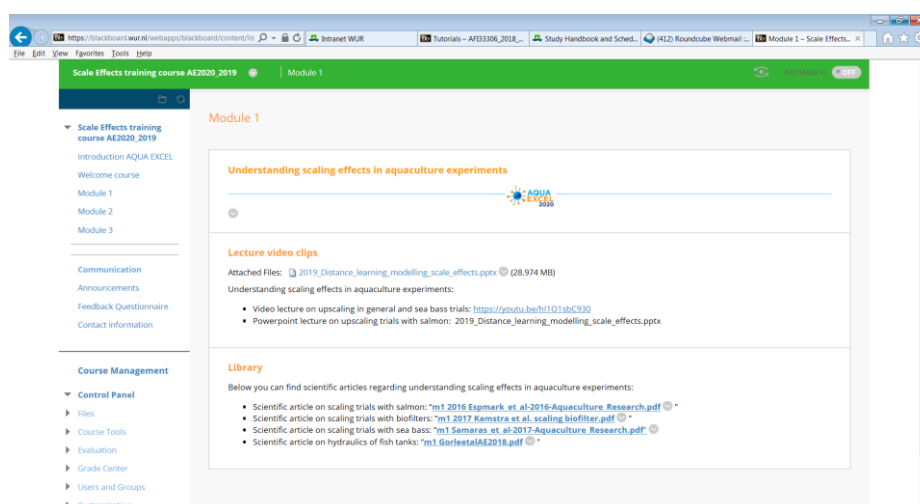 https://blackboard.wur.nl/webapps/blackboard/content/lis
Intranet WUR
Tutorials – AFI33306_2018_...
Study Handbook and Sched...
(412) Roundcube Webmail :...
Module 1 – Scale Effects...
File Edit View Favorites Tools Help
Scale Effects training course AE2020_2019
Module 1
Edit Mode is: OFF
Scale Effects training
course AE2020_2019
Introduction AQUA EXCEL
Welcome course
Module 1
Module 2
Module 3
Communication
Announcements
Feedback Questionnaire
Contact information
Course Management
Control Panel
Files
Course Tools
Evaluation
Grade Center
Users and Groups
Module 1
Understanding scaling effects in aquaculture experiments
AQUA
EXCEL
2020
Lecture video clips
Attached Files: 2019_Distance_learning_modelling_scale_effects.pptx (28.974 MB)
Understanding scaling effects in aquaculture experiments:
Video lecture on upscaling in general and sea bass trials: https://youtu.be/hI1O1sbC930
Powerpoint lecture on upscaling trials with salmon: 2019_Distance_learning_modelling_scale_effects.pptx
Library
Below you can find scientific articles regarding understanding scaling effects in aquaculture experiments:
Scientific article on scaling trials with salmon: "m1 2016 Espmark et al-2016-Aquaculture Research.pdf "
Scientific article on scaling trials with biofilters: "m1 2017 Kamstra et al. scaling biofilter.pdf "
Scientific article on scaling trials with sea bass: "m1 Samaras et al-2017-Aquaculture Research.pdf"
Scientific article on hydraulics of fish tanks: "m1 GorleetalAE2018.pdf "